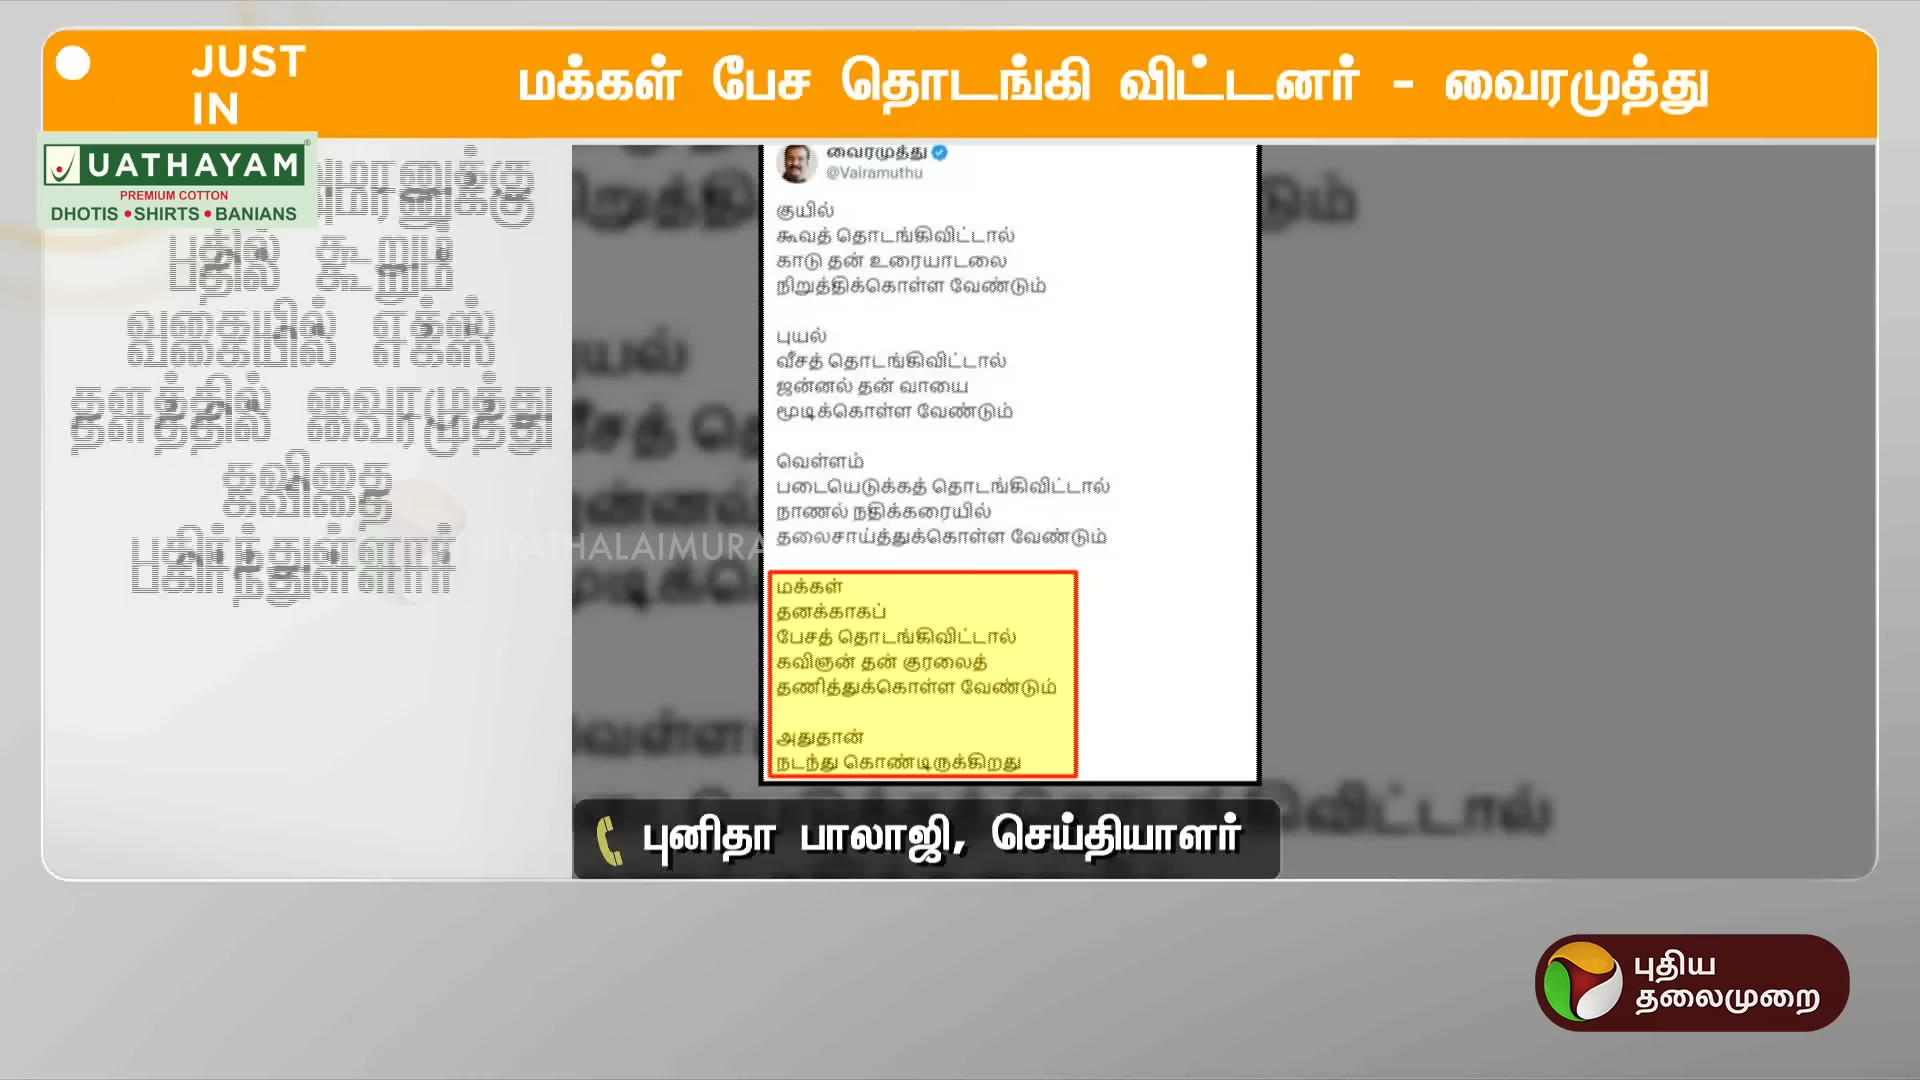 JUST
IN
மக்கள் பேச தொடங்கி விட்டனர் - வைரமுத்து
UATHAYAM
PREMIUM COTTON
DHOTIS • SHIRTS • BANIANS
பதில் கூறும்
வகையில் எக்ஸ்
தளத்தில் வைரமுத்து
கவிதை
பகிர்ந்துள்ளார்
வைரமுத்து
@Vairamuthu
குயில்
கூவத் தொடங்கிவிட்டால்
காடு தன் உரையாடலை
நிறுத்திக்கொள்ள வேண்டும்
புயல்
வீசத் தொடங்கிவிட்டால்
ஜன்னல் தன் வாயை
மூடிக்கொள்ள வேண்டும்
வெள்ளம்
படையெடுக்கத் தொடங்கிவிட்டால்
நாணல் நதிக்கரையில்
தலைசாய்த்துக்கொள்ள வேண்டும்
மக்கள்
தனக்காகப்
பேசத் தொடங்கிவிட்டால்
கவிஞன் தன் குரலைத்
தணித்துக்கொள்ள வேண்டும்
அதுதான்
நடந்து கொண்டிருக்கிறது
புனிதா பாலாஜி, செய்தியாளர்
புதிய
தலைமுறை